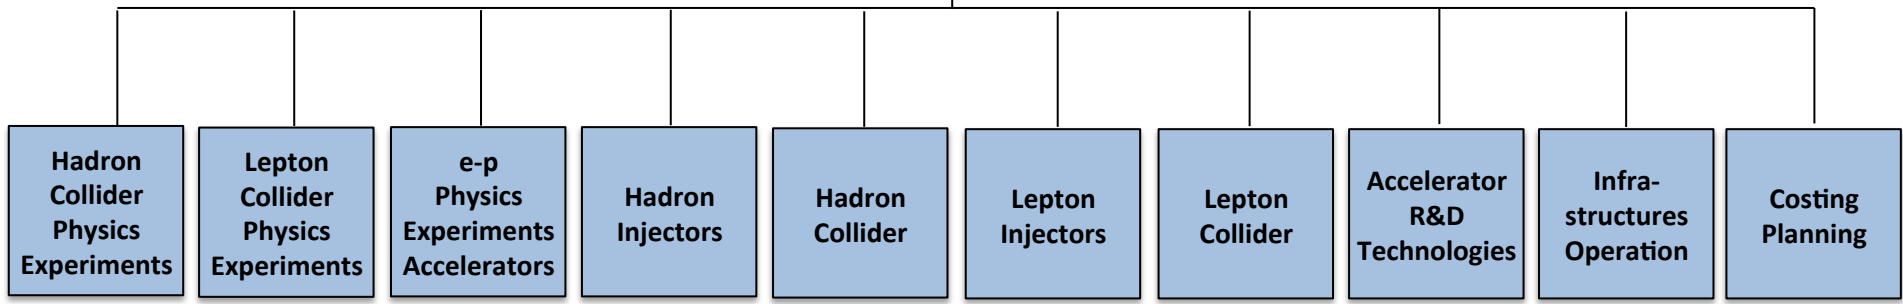 Hadron
Collider
Physics
Experiments
Lepton
Collider
Physics
Experiments
e-p
Physics
Experiments
Accelerators
Hadron
Injectors
Hadron
Collider
Lepton
Injectors
Lepton
Collider
Accelerator
R&D
Technologies
Infra-
structures
Operation
Costing
Planning